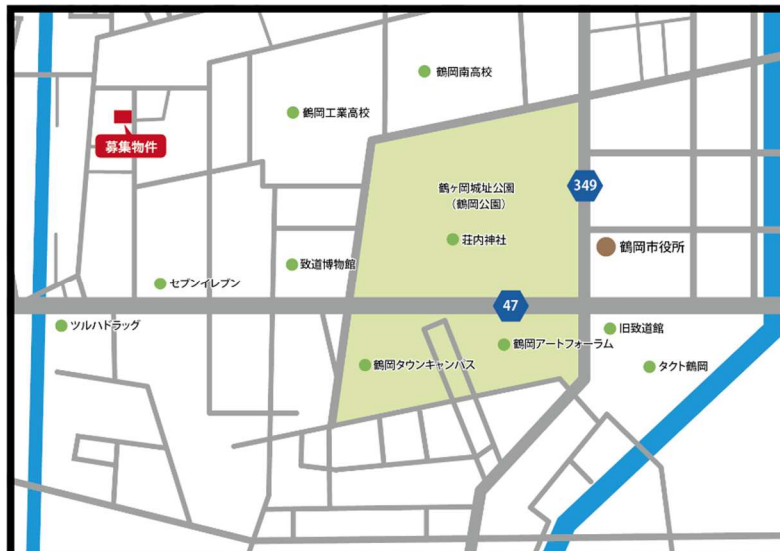 鶴岡南高校
鶴岡工業高校
募集物件
鶴ヶ岡城址公園
（鶴岡公園）
349
荘内神社
鶴岡市役所
致道博物館
セブンイレブン
47
ツルハドラッグ
旧致道館
鶴岡アートフォーラム
鶴岡タウンキャンパス
タクト鶴岡